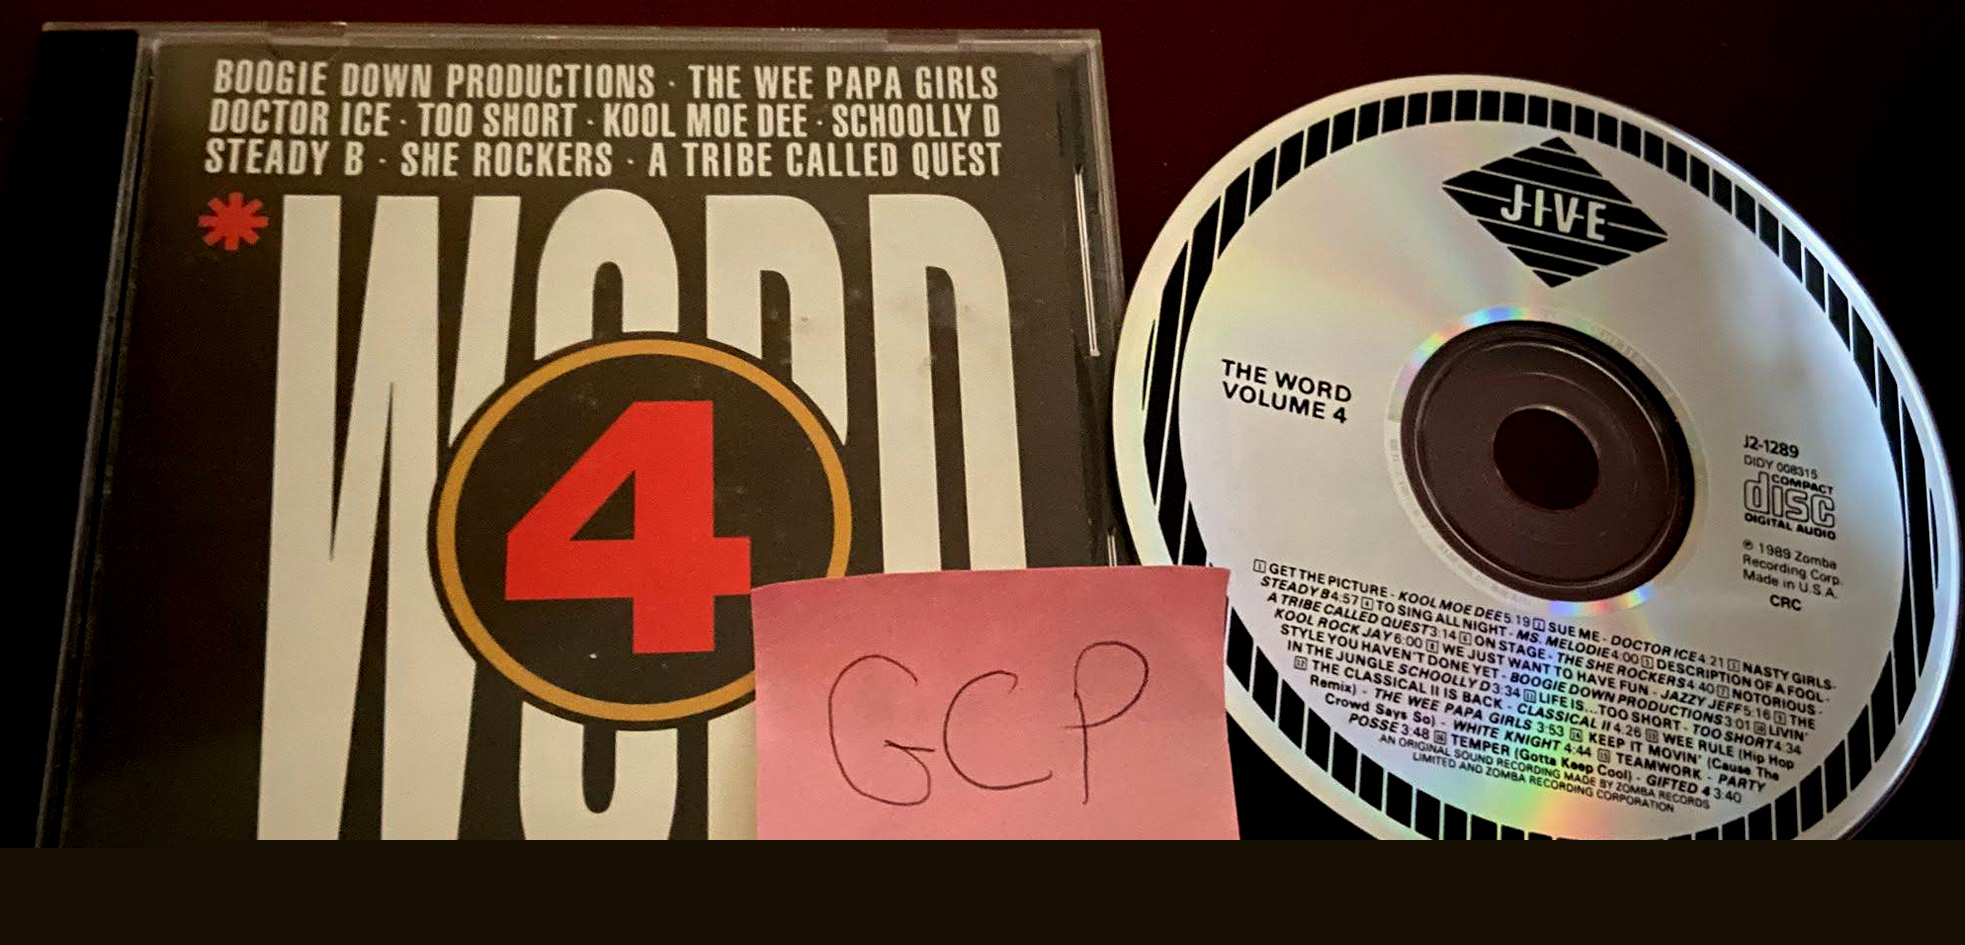 BOOGIE DOWN PRODUCTIONS · THE WEE PAPA GIRLS
DOCTOR ICE · TOO SHORT · KOOL MOE DEE · SCHOOLLY D
STEADY B · SHE ROCKERS · A TRIBE CALLED QUEST
*WORD
4
GCP
JIVE
THE WORD
VOLUME 4
J2-1289
DIDY 008315
COMPACT
disc
DIGITAL AUDIO
℗ 1989 Zomba
Recording Corp.
Made in U.S.A.
CRC
1 GET THE PICTURE - KOOL MOE DEE 5:19 2 SUE ME - DOCTOR ICE 4:21 3 NASTY GIRLS -
STEADY B 4:57 4 TO SING ALL NIGHT - MS. MELODIE 4:00 5 DESCRIPTION OF A FOOL -
A TRIBE CALLED QUEST 3:14 6 ON STAGE - THE SHE ROCKERS 4:40 7 NOTORIOUS -
KOOL ROCK JAY 6:00 8 WE JUST WANT TO HAVE FUN - JAZZY JEFF 5:16 9 THE
STYLE YOU HAVEN'T DONE YET - BOOGIE DOWN PRODUCTIONS 3:01 10 LIVIN'
IN THE JUNGLE SCHOOLLY D 3:34 11 LIFE IS...TOO SHORT - TOO SHORT 4:34
12 THE CLASSICAL II IS BACK - CLASSICAL II 4:26 13 WEE RULE (Hip Hop
Remix) - THE WEE PAPA GIRLS 3:53 14 KEEP IT MOVIN' (Cause The
Crowd Says So) - WHITE KNIGHT 4:44 15 TEAMWORK - PARTY
POSSE 3:48 16 TEMPER (Gotta Keep Cool) - GIFTED 4 3:40
AN ORIGINAL SOUND RECORDING MADE BY ZOMBA RECORDS
LIMITED AND ZOMBA RECORDING CORPORATION